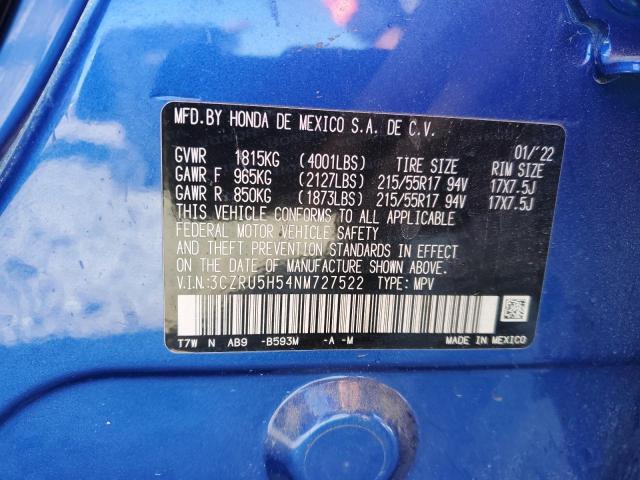 MFD.BY HONDA DE MEXICO S.A. DE C.V.
01/'22
GVWR 1815KG (4001LBS) TIRE SIZE RIM SIZE
GAWR F 965KG (2127LBS) 215/55R17 94V 17X7.5J
GAWR R 850KG (1873LBS) 215/55R17 94V 17X7.5J
THIS VEHICLE CONFORMS TO ALL APPLICABLE
FEDERAL MOTOR VEHICLE SAFETY
AND THEFT PREVENTION STANDARDS IN EFFECT
ON THE DATE OF MANUFACTURE SHOWN ABOVE.
V.I.N:3CZRU5H54NM727522 TYPE: MPV
T7W N AB9 -B593M -A -M
MADE IN MEXICO